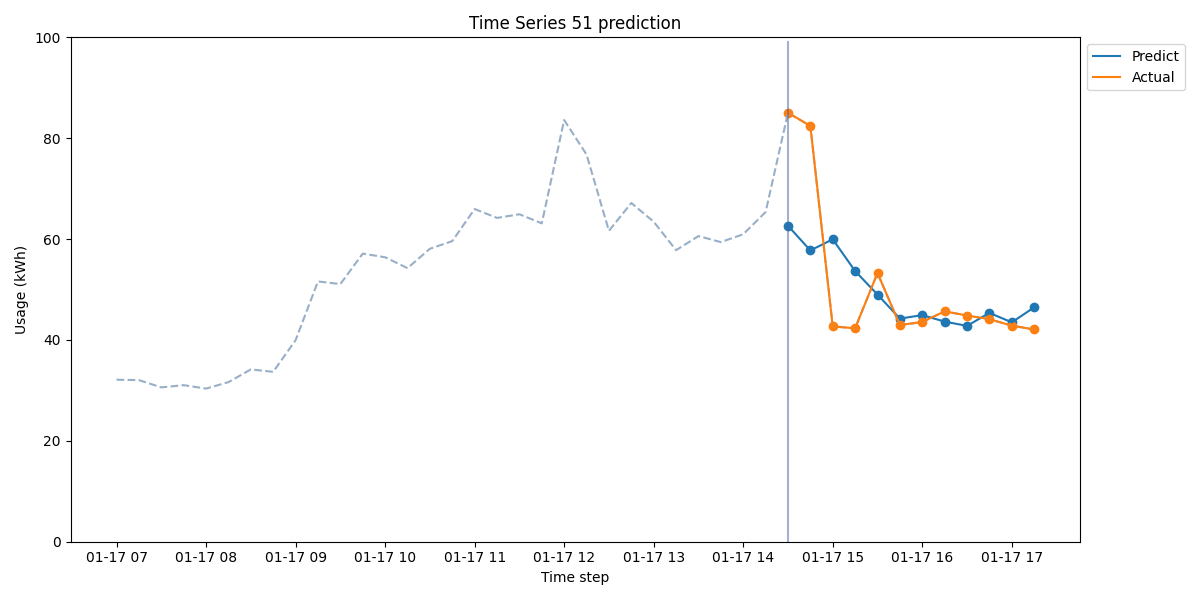 Time Series 51 prediction
Predict
Actual
Usage (kWh)
100
80
60
40
20
0
01-17 07 01-17 08 01-17 09 01-17 10 01-17 11 01-17 12 01-17 13 01-17 14 01-17 15 01-17 16 01-17 17
Time step